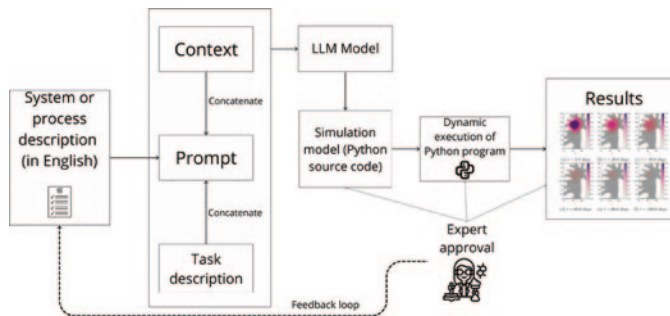 Context
LLM Model
Concatenate
System or
process
description
(in English)
Prompt
Simulation
model (Python
source code)
Dynamic
execution of
Python program
Results
Concatenate
Task
description
Expert
approval
Feedback loop